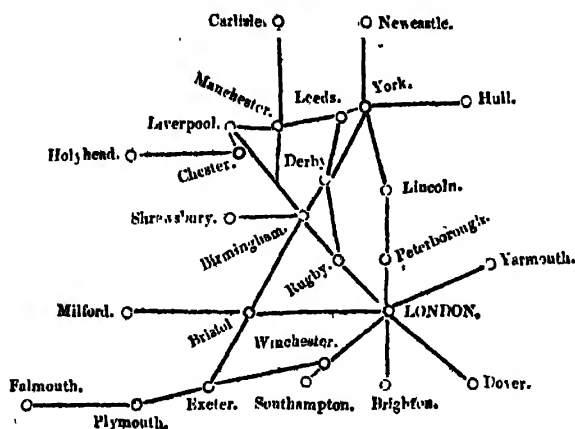 Carlisle.
Newcastle.
Manchester.
Leeds.
York.
Hull.
Liverpool.
Holyhead.
Chester.
Derby
Lincoln.
Shrewsbury.
Birmingham.
Rugby.
Peterborough.
Yarmouth.
Milford.
Bristol
Winchester.
LONDON.
Falmouth.
Plymouth.
Exeter.
Southampton.
Brighton.
Dover.